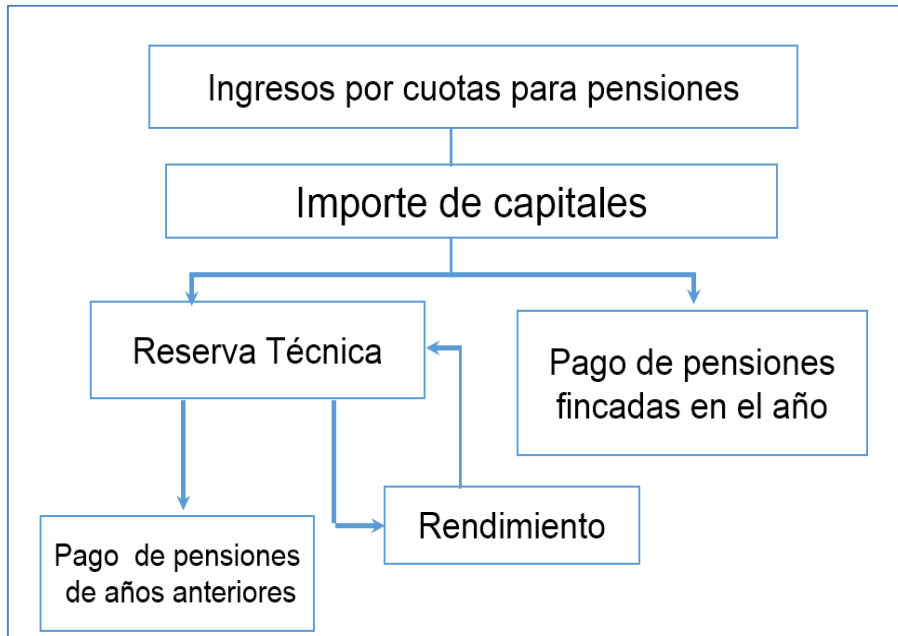 Ingresos por cuotas para pensiones
Importe de capitales
Reserva Técnica
Pago de pensiones
fincadas en el año
Rendimiento
Pago de pensiones
de años anteriores